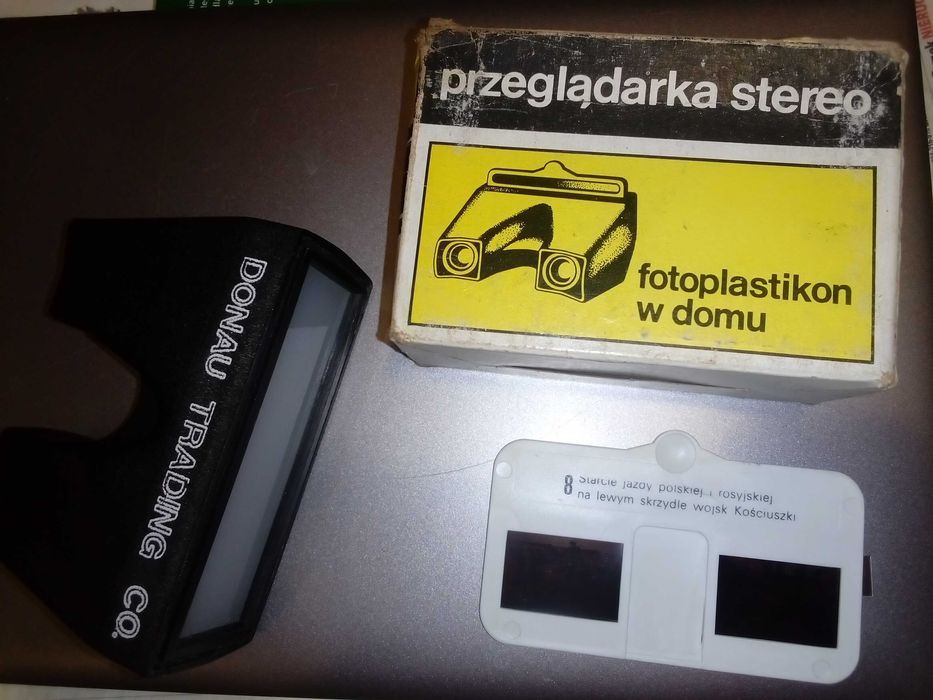 przeglądarka stereo
fotoplastikon
w domu
DONAU TRADING CO.
8 Starcie jazdy polskiej i rosyjskiej
na lewym skrzydle wojsk Kościuszki